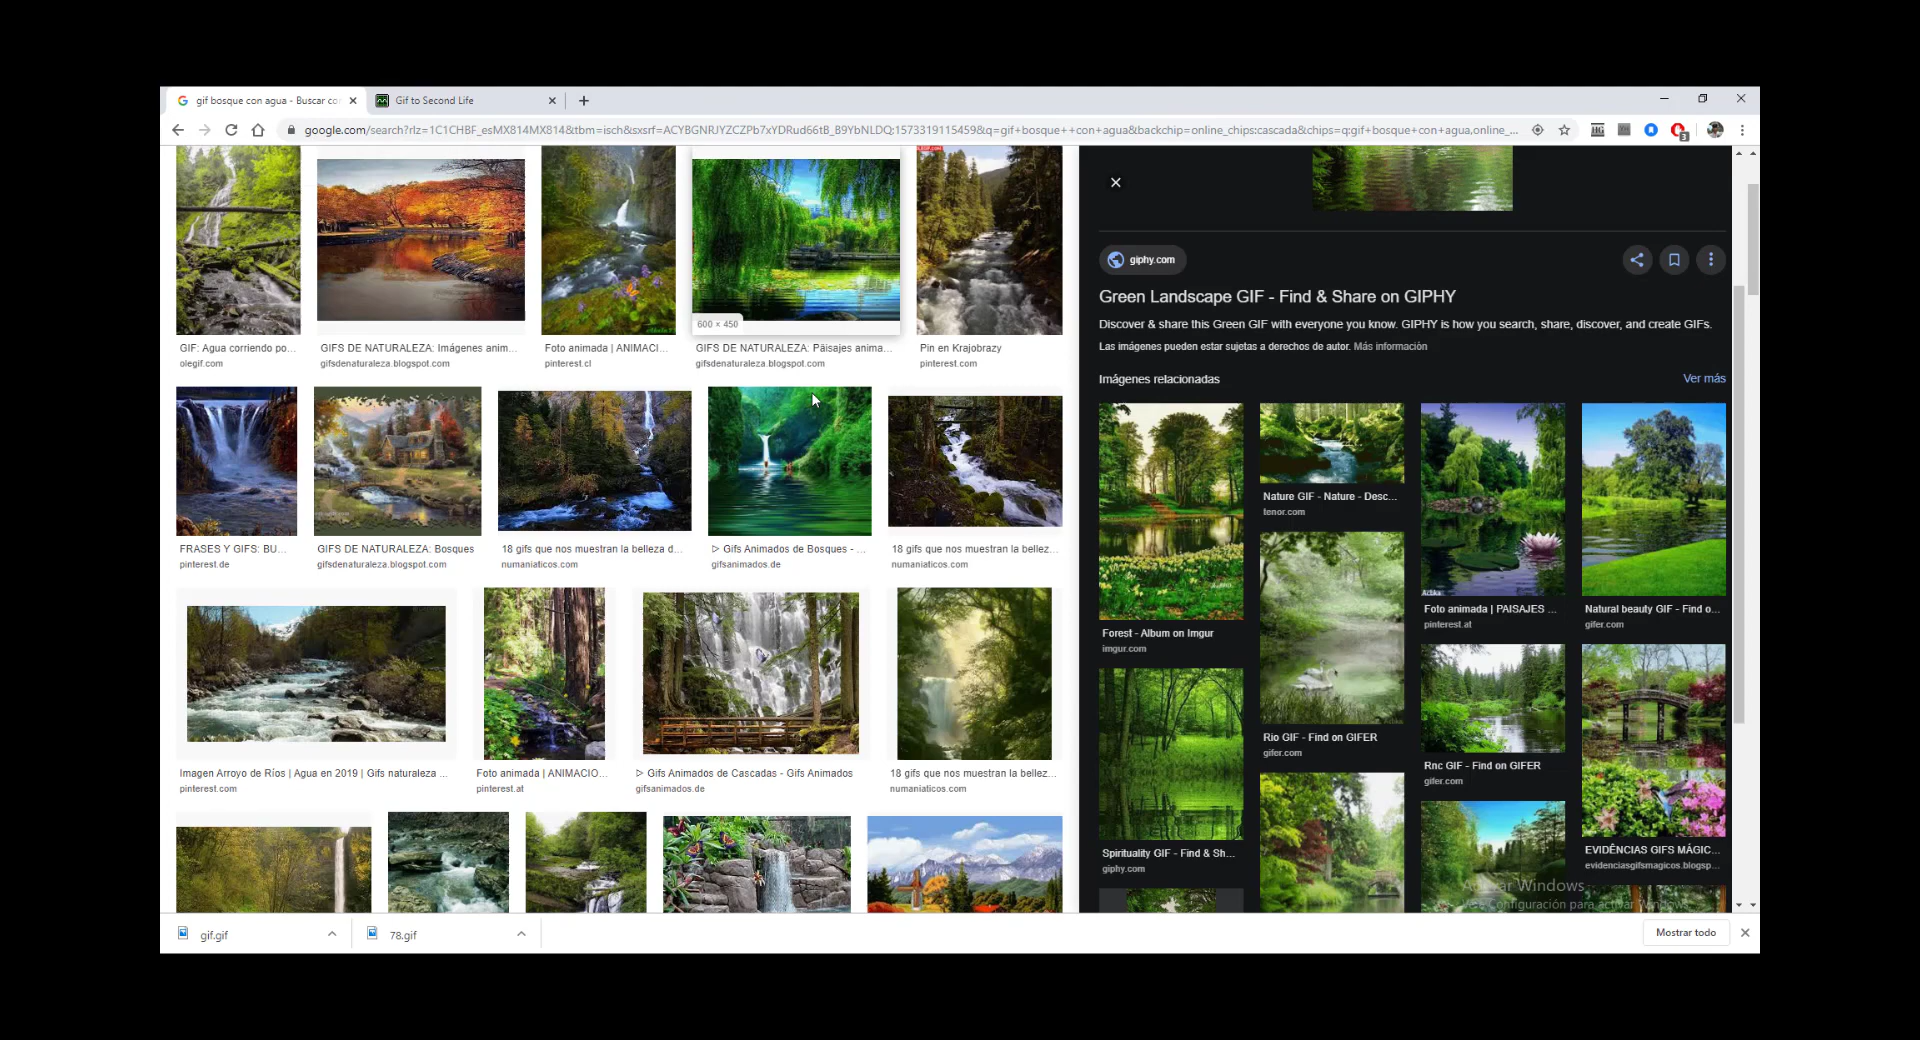 gif bosque con agua - Buscar co
Gif to Second Life
google.com/search?rlz=1C1CHBF_esMX814MX814&tbm=isch&sxsrf=ACYBGNRJYZCZPb7xYDRud66tB_B9YbNLDQ:1573319115459&q=gif+bosque++con+agua&backchip=online_chips:cascada&chips=q:gif+bosque+con+agua,online_...
3
600 × 450
GIF: Agua corriendo po...
olegif.com
GIFS DE NATURALEZA: Imágenes anim...
gifsdenaturaleza.blogspot.com
Foto animada | ANIMACI...
pinterest.cl
GIFS DE NATURALEZA: Päisajes anima...
gifsdenaturaleza.blogspot.com
Pin en Krajobrazy
pinterest.com
FRASES Y GIFS: BU...
pinterest.de
GIFS DE NATURALEZA: Bosques
gifsdenaturaleza.blogspot.com
18 gifs que nos muestran la belleza d...
numaniaticos.com
▷ Gifs Animados de Bosques - ...
gifsanimados.de
18 gifs que nos muestran la bellez...
numaniaticos.com
Imagen Arroyo de Ríos | Agua en 2019 | Gifs naturaleza ...
pinterest.com
Foto animada | ANIMACIO...
pinterest.at
▷ Gifs Animados de Cascadas - Gifs Animados
gifsanimados.de
18 gifs que nos muestran la bellez...
numaniaticos.com
giphy.com
Green Landscape GIF - Find & Share on GIPHY
Discover & share this Green GIF with everyone you know. GIPHY is how you search, share, discover, and create GIFs.
Las imágenes pueden estar sujetas a derechos de autor. Más información
Imágenes relacionadas
Ver más
Forest - Album on Imgur
imgur.com
Nature GIF - Nature - Desc...
tenor.com
Foto animada | PAISAJES ...
pinterest.at
Natural beauty GIF - Find o...
gifer.com
Rio GIF - Find on GIFER
gifer.com
Rnc GIF - Find on GIFER
gifer.com
Spirituality GIF - Find & Sh...
giphy.com
EVIDÊNCIAS GIFS MÁGIC...
evidenciasgifsmagicos.blogsp...
Windows
Configuración para activar Windows.
gif.gif
78.gif
Mostrar todo